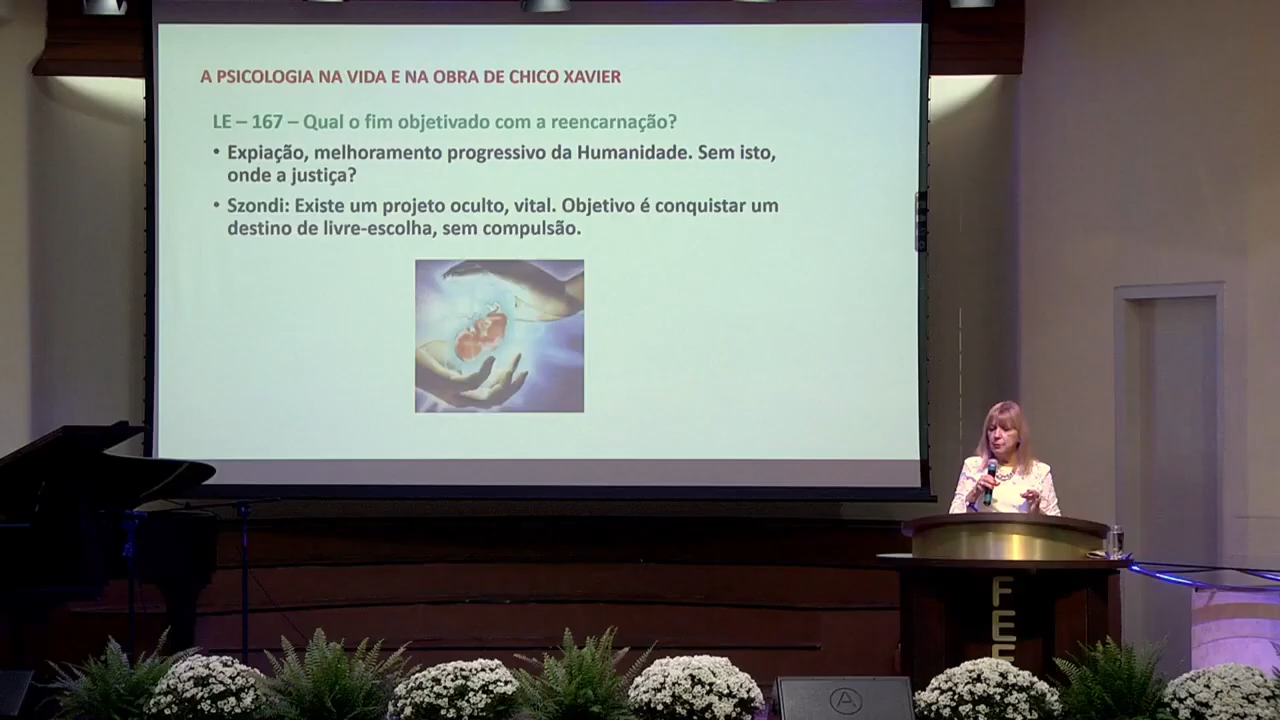 A PSICOLOGIA NA VIDA E NA OBRA DE CHICO XAVIER
LE – 167 – Qual o fim objetivado com a reencarnação?
• Expiação, melhoramento progressivo da Humanidade. Sem isto,
onde a justiça?
• Szondi: Existe um projeto oculto, vital. Objetivo é conquistar um
destino de livre-escolha, sem compulsão.
A